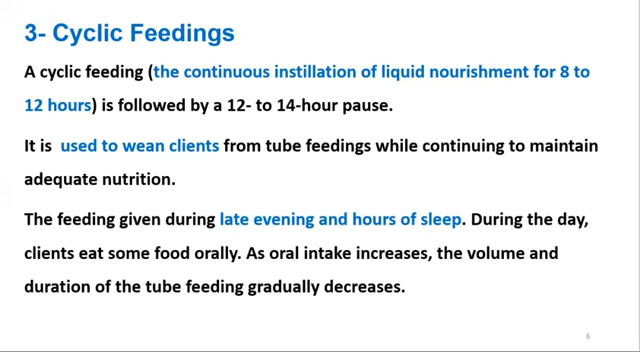 3- Cyclic Feedings
A cyclic feeding (the continuous instillation of liquid nourishment for 8 to
12 hours) is followed by a 12- to 14-hour pause.
It is used to wean clients from tube feedings while continuing to maintain
adequate nutrition.
The feeding given during late evening and hours of sleep. During the day,
clients eat some food orally. As oral intake increases, the volume and
duration of the tube feeding gradually decreases.
6